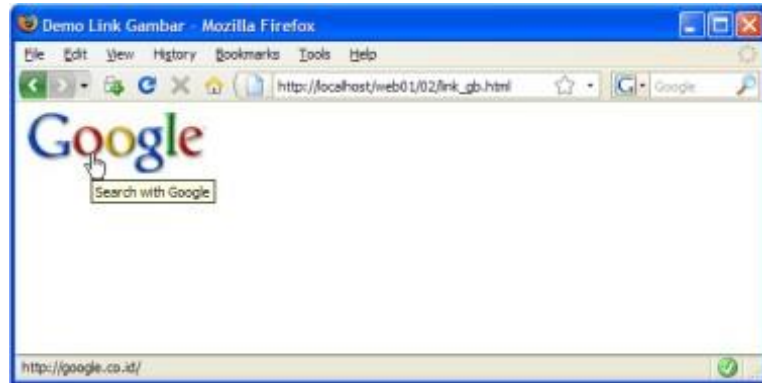 Demo Link Gambar - Mozilla Firefox
File Edit View History Bookmarks Tools Help
http://localhost/web01/02/link_gb.html G Google
Google
Search with Google
http://google.co.id/